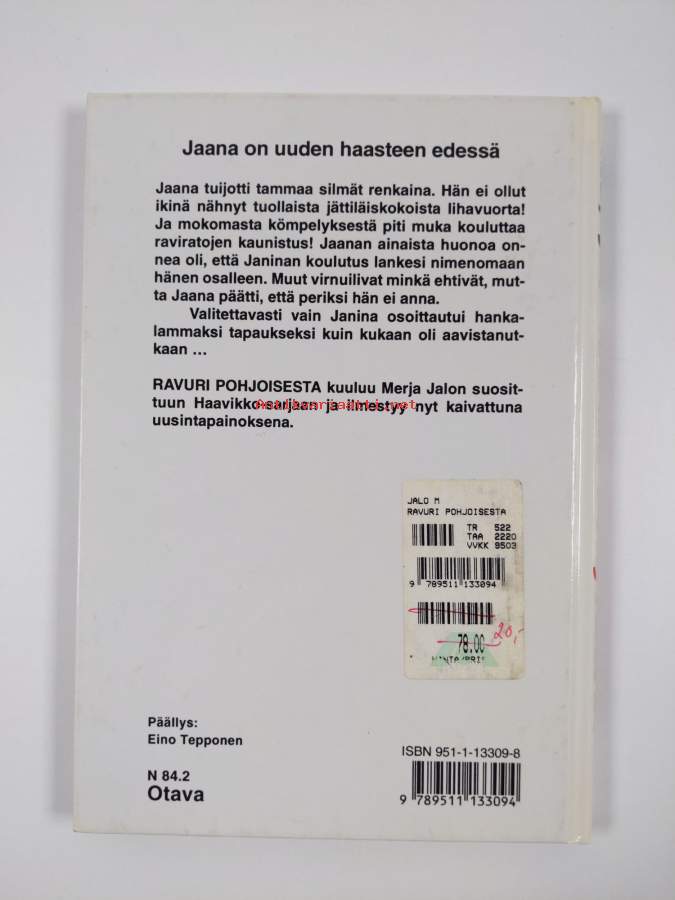 Jaana on uuden haasteen edessä
Jaana tuijotti tammaa silmät renkaina. Hän ei ollut
ikinä nähnyt tuollaista jättiläiskokoista lihavuorta!
Ja mokomasta kömpelyksestä piti muka kouluttaa
raviratojen kaunistus! Jaanan ainaista huonoa on-
nea oli, että Janinan koulutus lankesi nimenomaan
hänen osalleen. Muut virnuilivat minkä ehtivät, mut-
ta Jaana päätti, että periksi hän ei anna.
Valitettavasti vain Janina osoittautui hanka-
lammaksi tapaukseksi kuin kukaan oli aavistanut-
kaan ...
RAVURI POHJOISESTA kuuluu Merja Jalon suosit-
tuun Haavikko-sarjaan ja ilmestyy nyt kaivattuna
Antikvariaatti.net
uusintapainoksena.
JALO M
RAVURI POHJOISESTA
TR 522
TAA 2220
VVKK 9503
9 789511 133094
78.00
20,-
HINTA/PRIS
Päällys:
Eino Tepponen
N 84.2
Otava
ISBN 951-1-13309-8
9 789511 133094